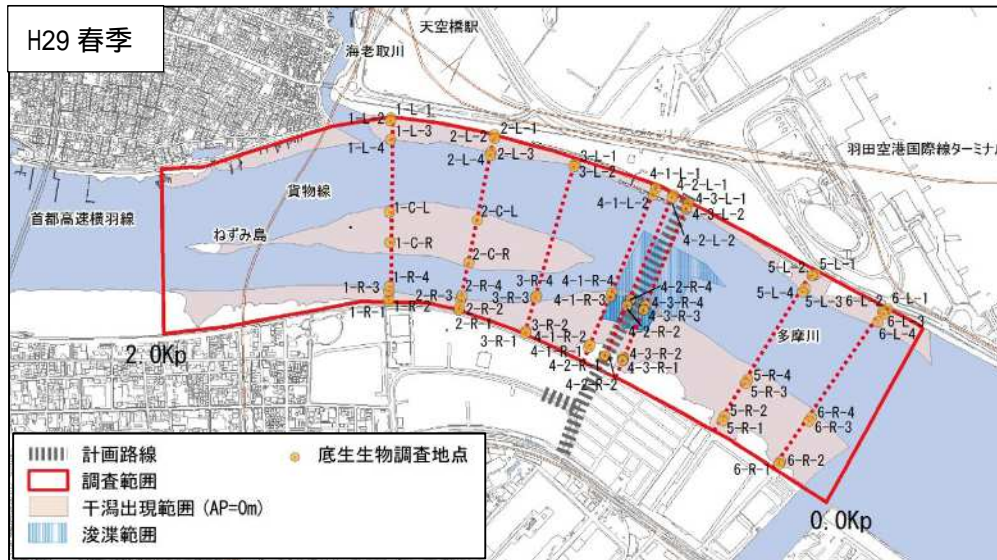 H29 春季
天空橋駅
海老取川
羽田空港国際線ターミナル
首都高速横羽線
貨物線
ねずみ島
多摩川
2.0Kp
0.0Kp
1-L-1
1-L-2
1-L-3
1-L-4
1-C-L
1-C-R
1-R-4
1-R-3
1-R-2
1-R-1
2-L-1
2-L-2
2-L-3
2-L-4
2-C-L
2-C-R
2-R-4
2-R-3
2-R-2
2-R-1
3-L-1
3-L-2
3-R-4
3-R-3
3-R-2
3-R-1
4-1-L-1
4-1-L-2
4-1-R-4
4-1-R-3
4-1-R-2
4-1-R-1
4-2-L-1
4-2-L-2
4-2-R-4
4-2-R-2
4-2-R-1
4-2-R-2
4-3-L-1
4-3-L-2
4-3-R-4
4-3-R-3
4-3-R-2
4-3-R-1
5-L-1
5-L-2
5-L-3
5-L-4
5-R-4
5-R-3
5-R-2
5-R-1
6-L-1
6-L-2
6-L-3
6-L-4
6-R-4
6-R-3
6-R-2
6-R-1
計画路線
調査範囲
干潟出現範囲 (AP=0m)
浚渫範囲
底生生物調査地点